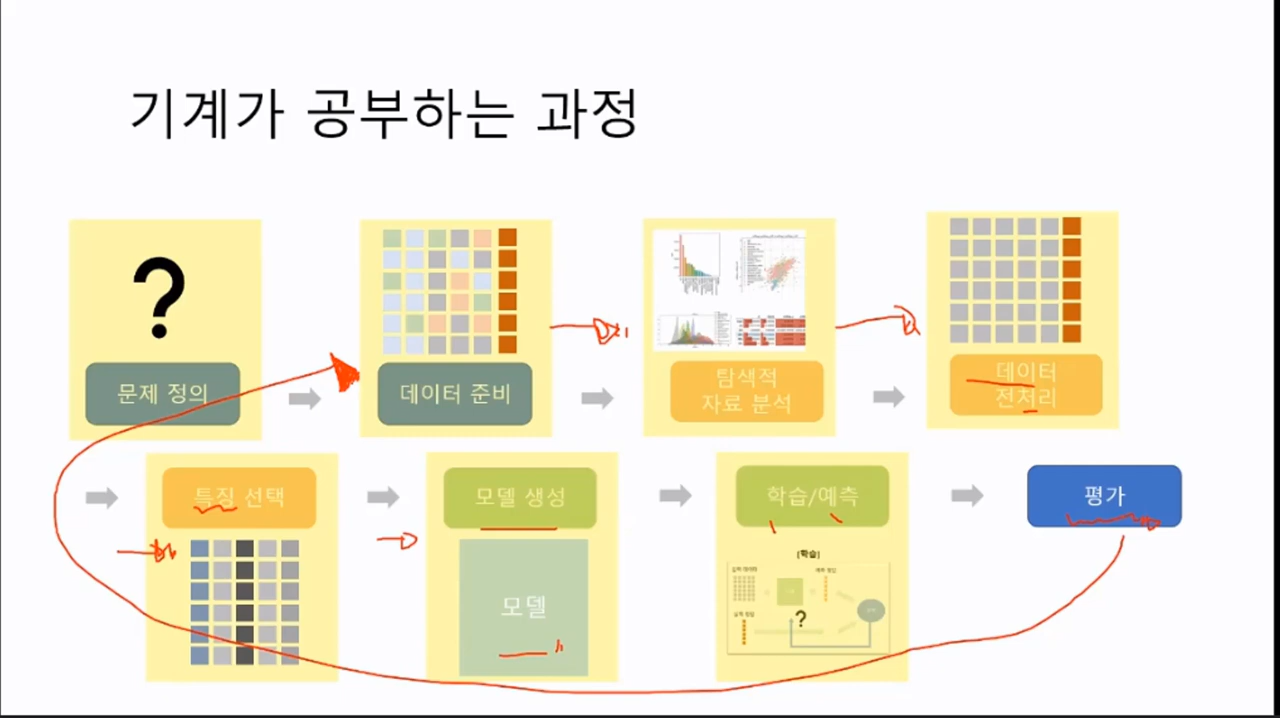 기계가 공부하는 과정
?
문제 정의
데이터 준비
탐색적
자료 분석
데이터
전처리
특징 선택
모델 생성
모델
학습/예측
[학습]
?
평가